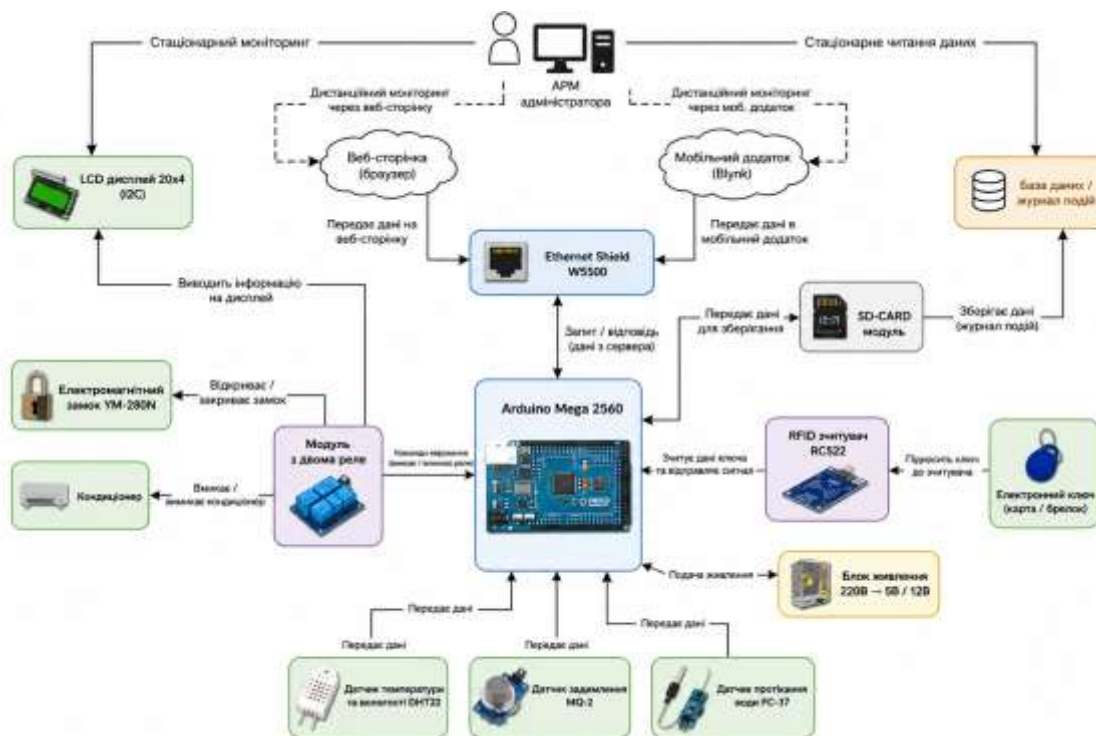 Стаціонарний моніторинг
Стаціонарне читання даних
АРМ
адміністратора
Дистанційний моніторинг
через веб-сторінку
Дистанційний моніторинг
через моб. додаток
Веб-сторінка
(браузер)
Мобільний додаток
(Blynk)
LCD дисплей 20x4
(I2C)
База даних /
журнал подій
Передає дані на
веб-сторінку
Передає дані в
мобільний додаток
Ethernet Shield
W5500
Виводить інформацію
на дисплей
Запит / відповідь
(дані з сервера)
Передає дані
для зберігання
SD-CARD
модуль
Зберігає дані
(журнал подій)
Електромагнітний
замок YM-280N
Відкриває /
закриває замок
Arduino Mega 2560
Модуль
з двома реле
Команди керування
Зчитує дані ключа
та відправляє сигнал
RFID зчитувач
RC522
Підносить ключ
до зчитувача
Електронний ключ
(карта / брелок)
Кондиціонер
Вмикає /
вимикає кондиціонер
Подача живлення
Блок живлення
220В → 5В / 12В
Передає дані
Передає дані
Передає дані
Передає дані
Передає дані
Датчик температури
та вологості DHT22
Датчик задимлення
MQ-2
Датчик протікання
води FC-37